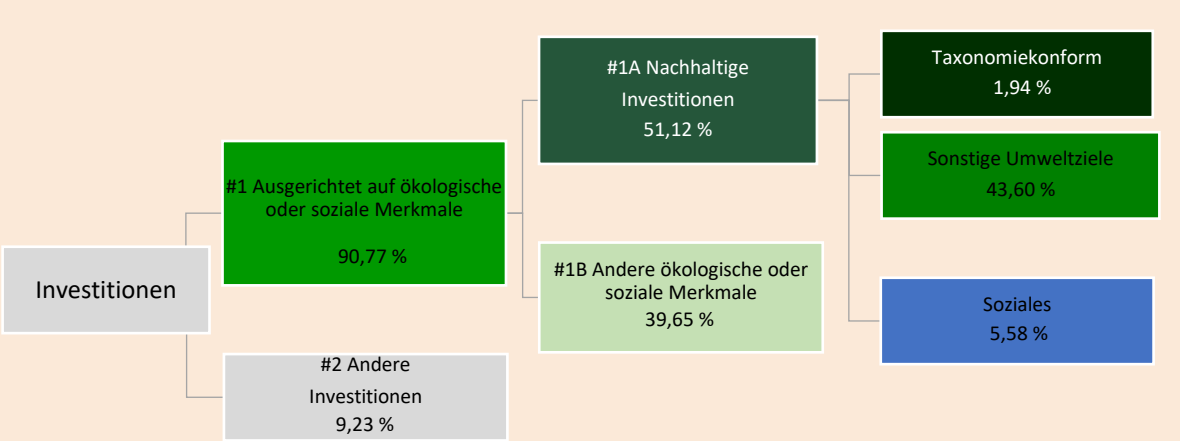 Investitionen
#1 Ausgerichtet auf ökologische
oder soziale Merkmale
90,77 %
#2 Andere
Investitionen
9,23 %
#1A Nachhaltige
Investitionen
51,12 %
#1B Andere ökologische oder
soziale Merkmale
39,65 %
Taxonomiekonform
1,94 %
Sonstige Umweltziele
43,60 %
Soziales
5,58 %